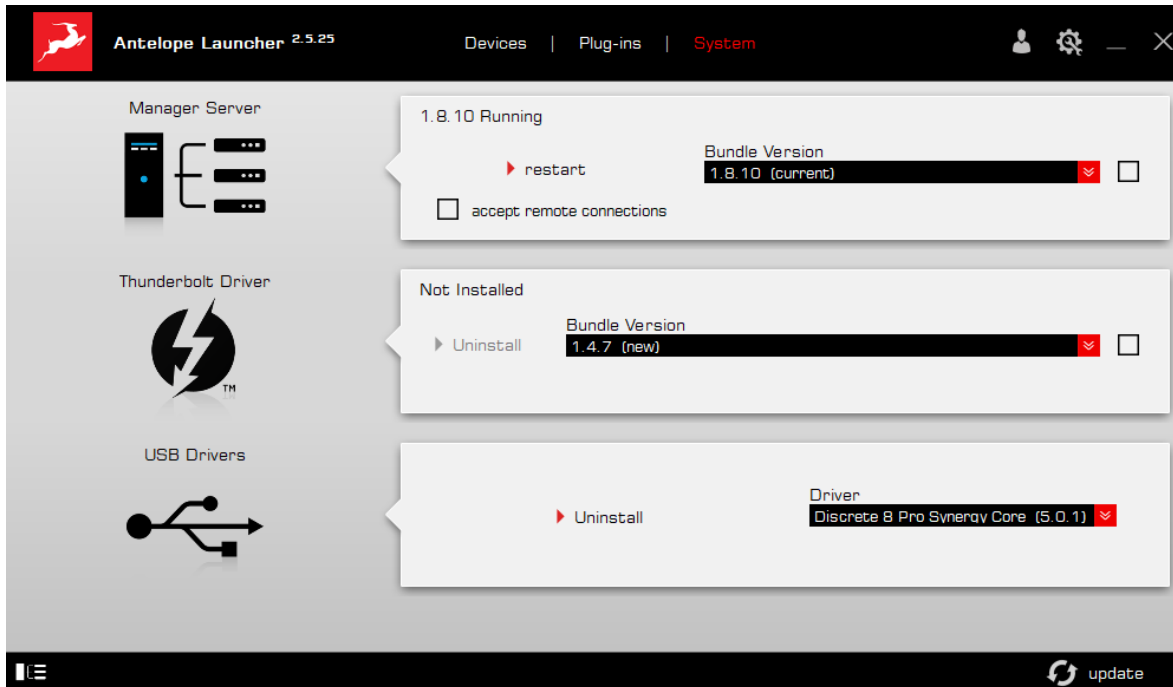 Antelope Launcher 2.5.25
Devices | Plug-ins | System
Manager Server
1.8.10 Running
restart
Bundle Version
1.8.10 (current)
accept remote connections
Thunderbolt Driver
TM
Not Installed
Uninstall
Bundle Version
1.4.7 (new)
USB Drivers
Uninstall
Driver
Discrete 8 Pro Synergy Core (5.0.1)
update